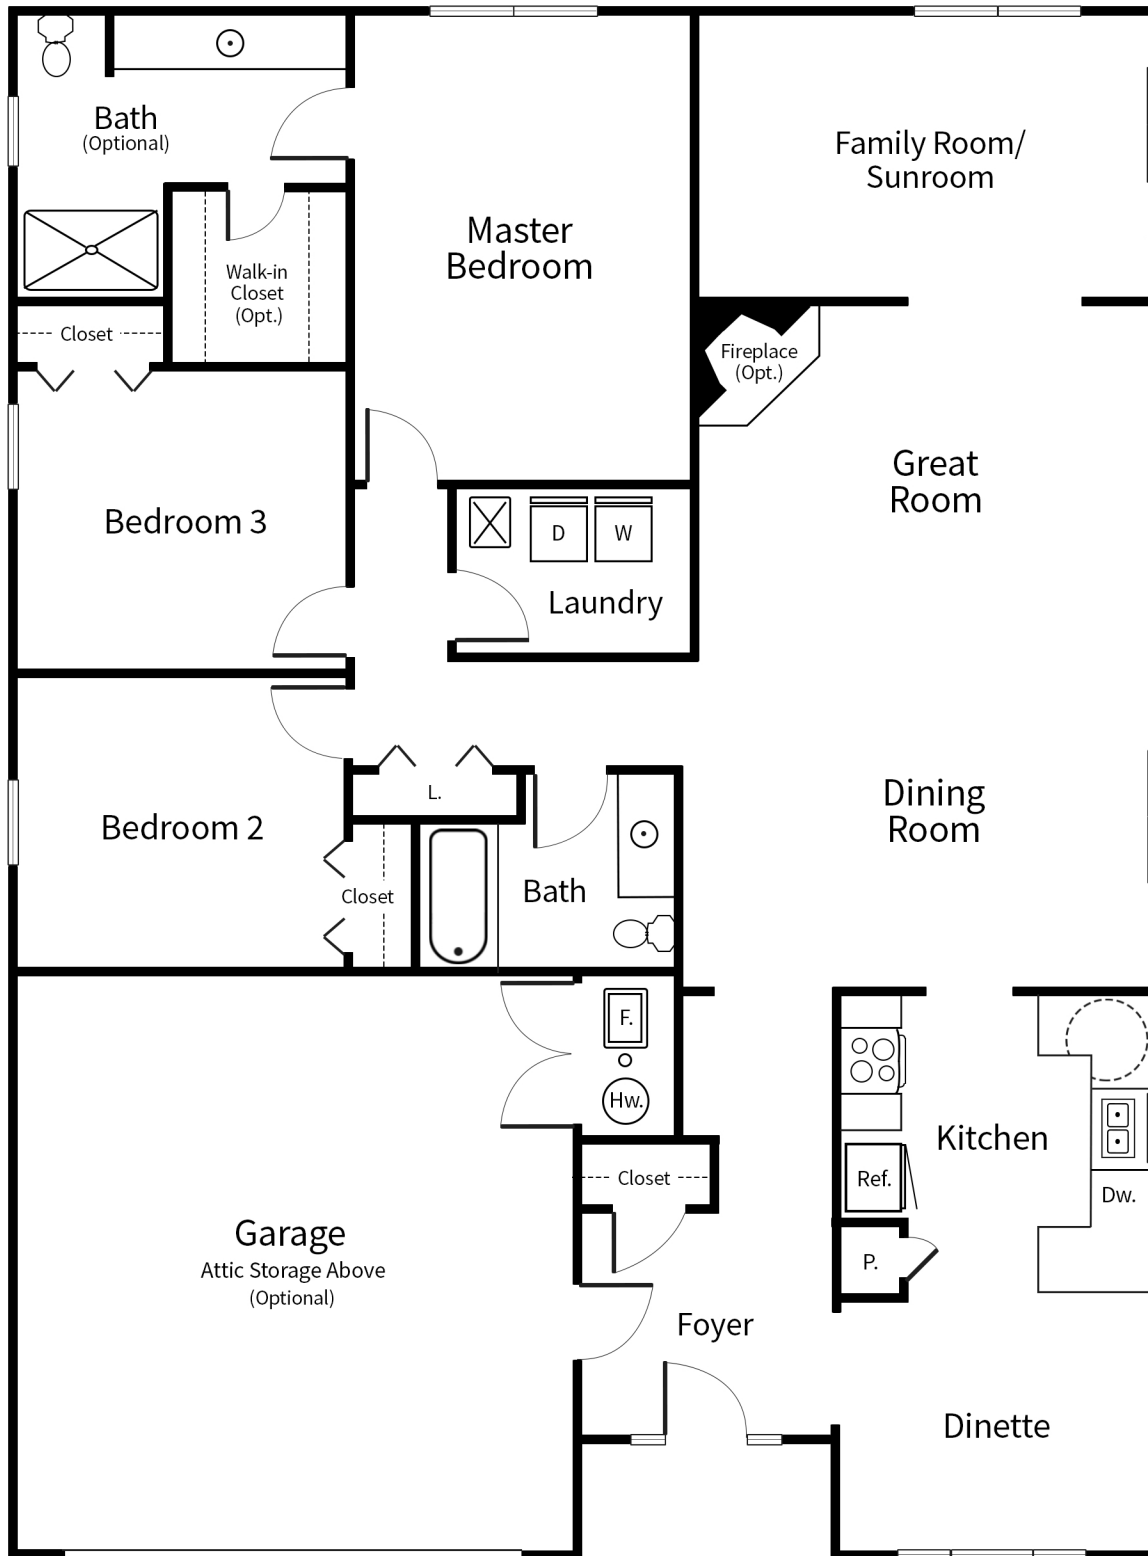 Bath
(Optional)
Family Room/
Sunroom
Master
Bedroom
Walk-in
Closet
(Opt.)
Closet
Fireplace
(Opt.)
Great
Room
Bedroom 3
D
W
Laundry
L.
Dining
Room
Bedroom 2
Closet
Bath
F.
Hw.
Kitchen
Closet
Ref.
Dw.
Garage
Attic Storage Above
(Optional)
P.
Foyer
Dinette